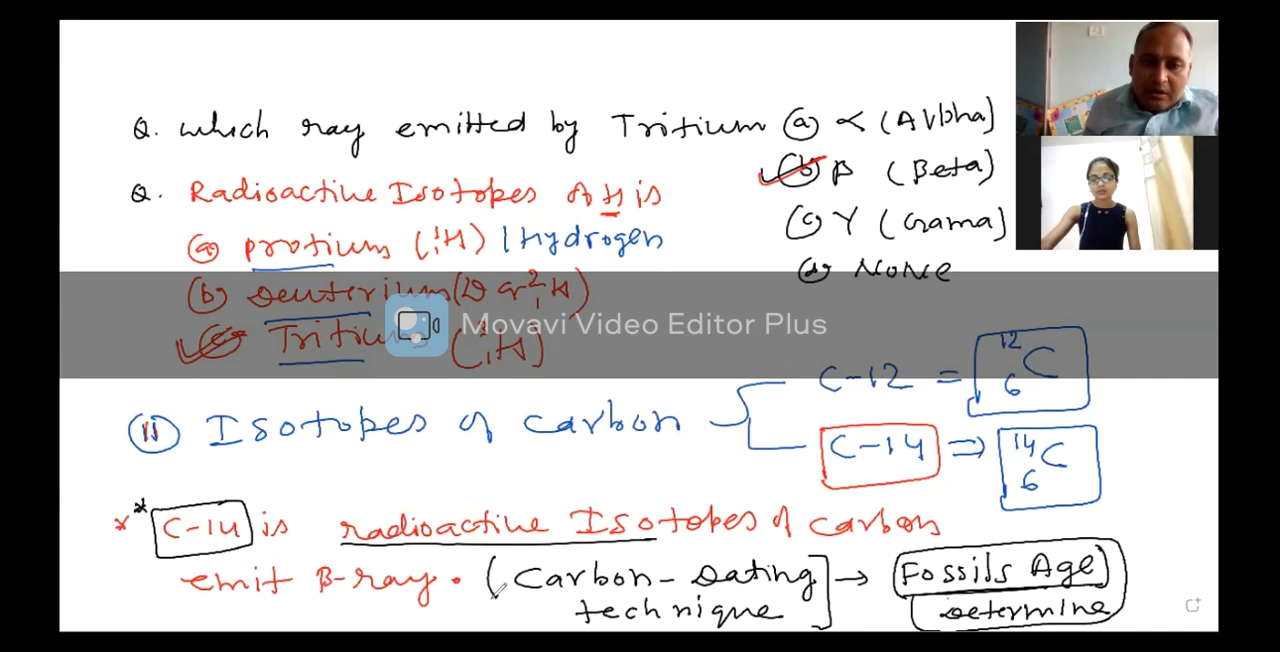 Q. which ray emitted by Tritium (a) ∝ (Alpha)
(b) β (Beta)
(c) γ (Gama)
(d) NONE
Q. Radioactive Isotopes of H is
(a) protium (¹₁H) | Hydrogen
(b) Deuterium (D or ²₁H)
(c) Tritium (³₁H)
Movavi Video Editor Plus
(11) Isotopes of carbon
C-12 = ¹²₆C
C-14 ⇒ ¹⁴₆C
** C-14 is radioactive Isotopes of carbon
emit β-ray. (Carbon-Dating technique] → Fossils Age Determine